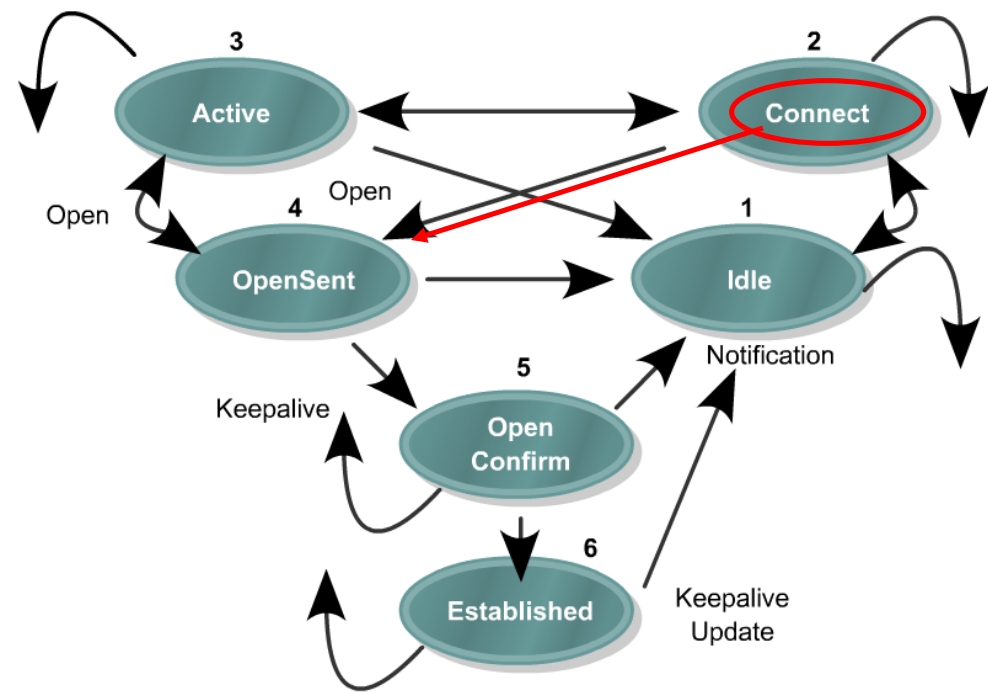 3
2
Active
Connect
Open
Open
4
1
OpenSent
Idle
Notification
5
Keepalive
Open
Confirm
6
Established
Keepalive
Update